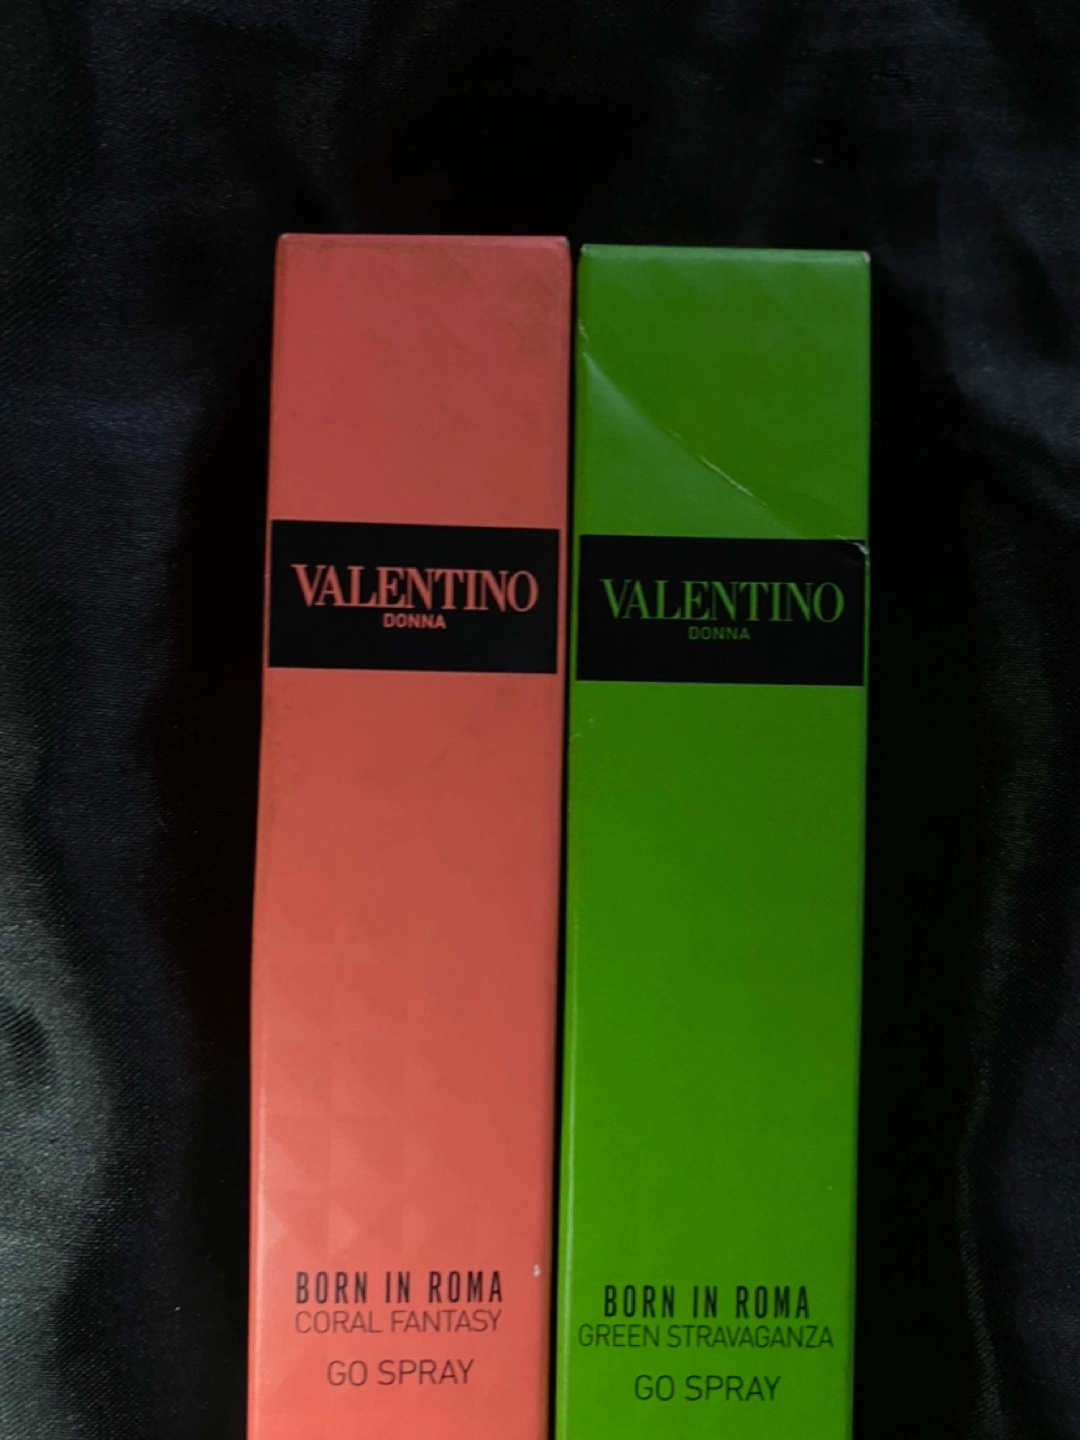 VALENTINO
DONNA
BORN IN ROMA
CORAL FANTASY
GO SPRAY
VALENTINO
DONNA
BORN IN ROMA
GREEN STRAVAGANZA
GO SPRAY